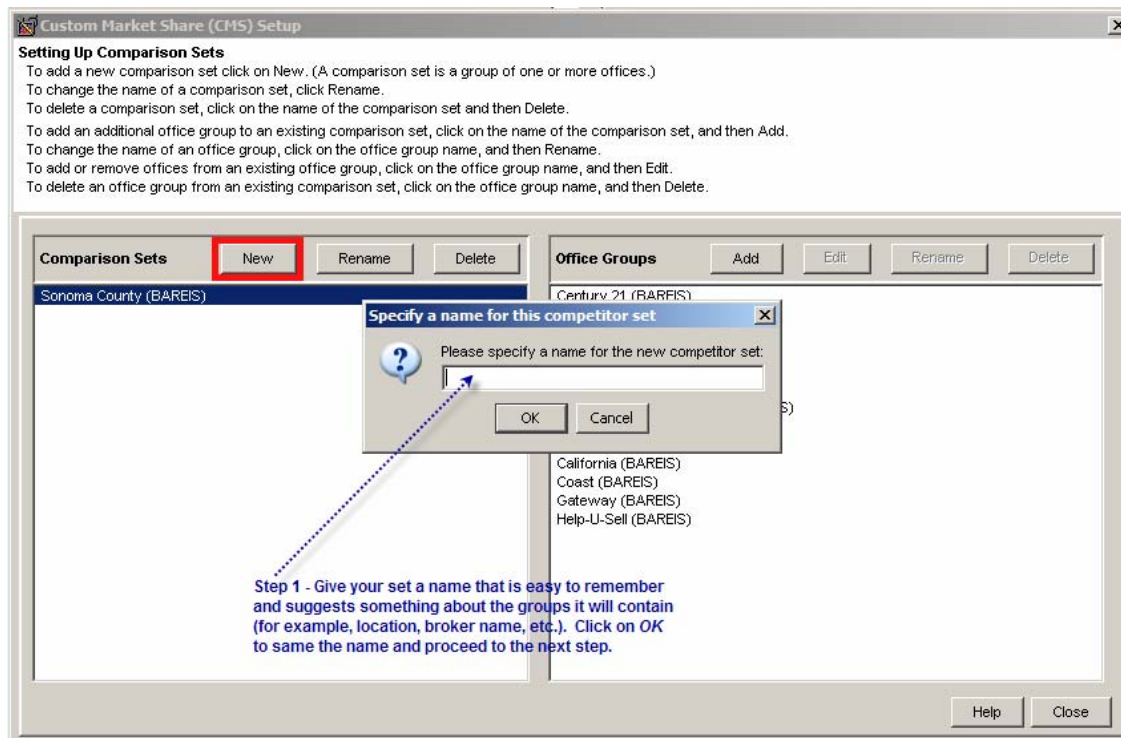 Custom Market Share (CMS) Setup
Setting Up Comparison Sets
To add a new comparison set click on New. (A comparison set is a group of one or more offices.)
To change the name of a comparison set, click Rename.
To delete a comparison set, click on the name of the comparison set and then Delete.
To add an additional office group to an existing comparison set, click on the name of the comparison set, and then Add.
To change the name of an office group, click on the office group name, and then Rename.
To add or remove offices from an existing office group, click on the office group name, and then Edit.
To delete an office group from an existing comparison set, click on the office group name, and then Delete.
Comparison Sets New Rename Delete
Office Groups Add Edit Rename Delete
Sonoma County (BAREIS)
Century 21 (BAREIS)
Specify a name for this competitor set
Please specify a name for the new competitor set:
OK Cancel
California (BAREIS)
Coast (BAREIS)
Gateway (BAREIS)
Help-U-Sell (BAREIS)
Step 1 - Give your set a name that is easy to remember
and suggests something about the groups it will contain
(for example, location, broker name, etc.). Click on OK
to same the name and proceed to the next step.
Help Close